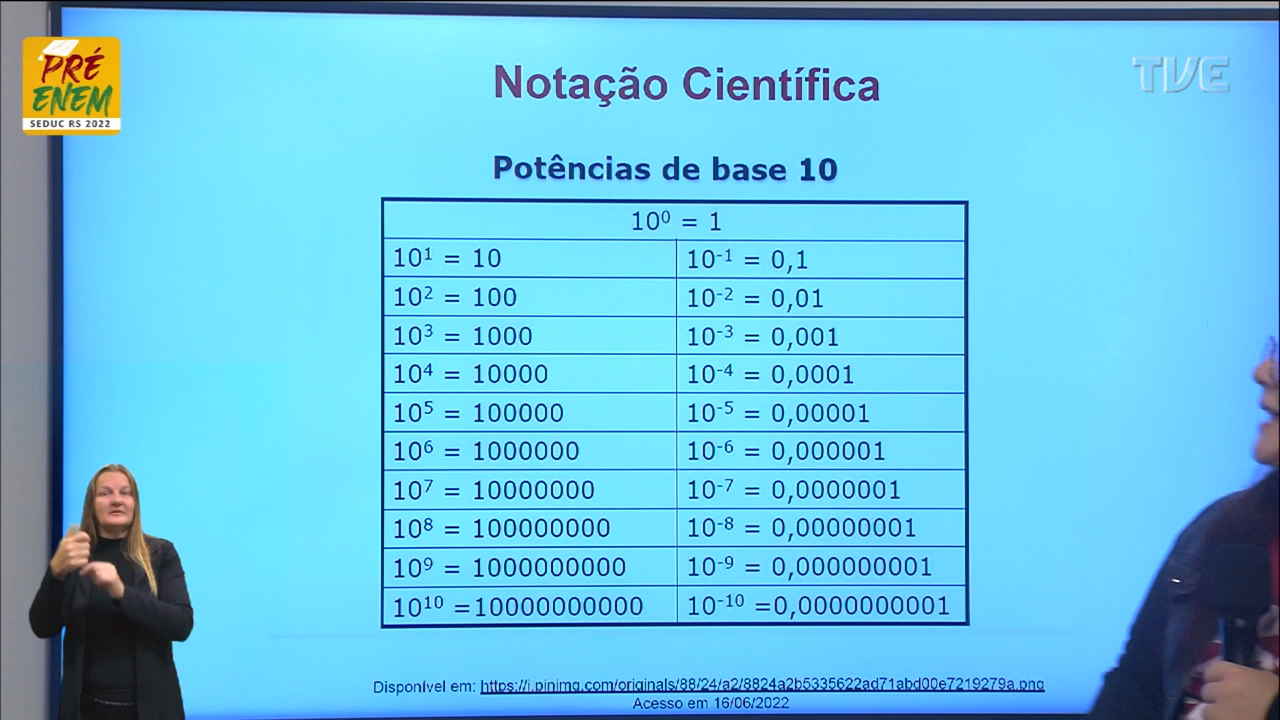 PRÉ
ENEM
SEDUC RS 2022
TVE
Notação Científica
Potências de base 10
10⁰ = 1
10¹ = 10
10⁻¹ = 0,1
10² = 100
10⁻² = 0,01
10³ = 1000
10⁻³ = 0,001
10⁴ = 10000
10⁻⁴ = 0,0001
10⁵ = 100000
10⁻⁵ = 0,00001
10⁶ = 1000000
10⁻⁶ = 0,000001
10⁷ = 10000000
10⁻⁷ = 0,0000001
10⁸ = 100000000
10⁻⁸ = 0,00000001
10⁹ = 1000000000
10⁻⁹ = 0,000000001
10¹⁰ =10000000000
10⁻¹⁰ =0,0000000001
Disponível em: https://i.pinimg.com/originals/88/24/a2/8824a2b5335622ad71abd00e7219279a.png
Acesso em 16/06/2022